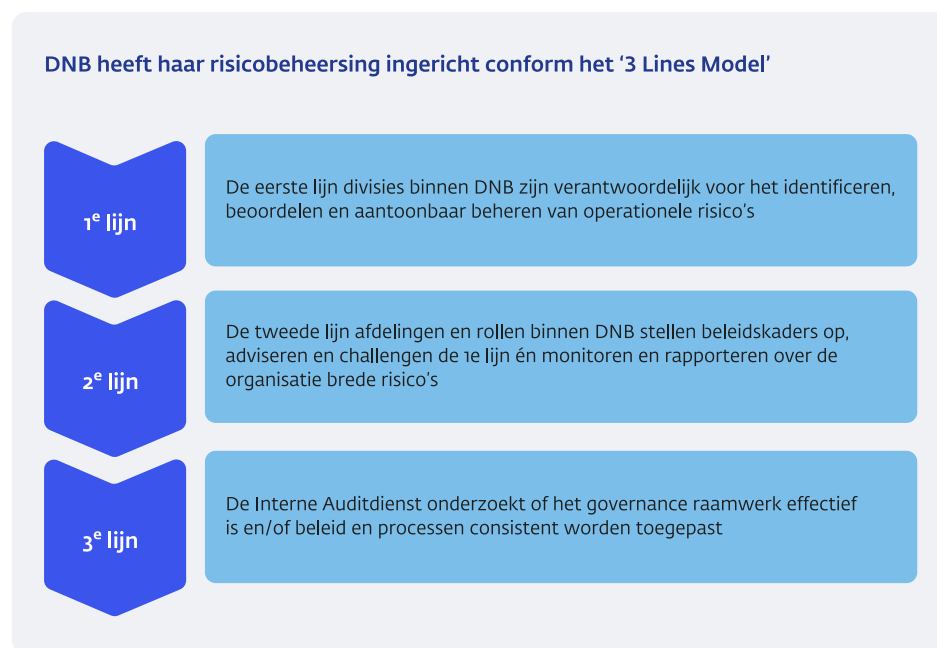 DNB heeft haar risicobeheersing ingericht conform het ‘3 Lines Model’
1e lijn
De eerste lijn divisies binnen DNB zijn verantwoordelijk voor het identificeren,
beoordelen en aantoonbaar beheren van operationele risico’s
2e lijn
De tweede lijn afdelingen en rollen binnen DNB stellen beleidskaders op,
adviseren en challengen de 1e lijn én monitoren en rapporteren over de
organisatie brede risico’s
3e lijn
De Interne Auditdienst onderzoekt of het governance raamwerk effectief
is en/of beleid en processen consistent worden toegepast